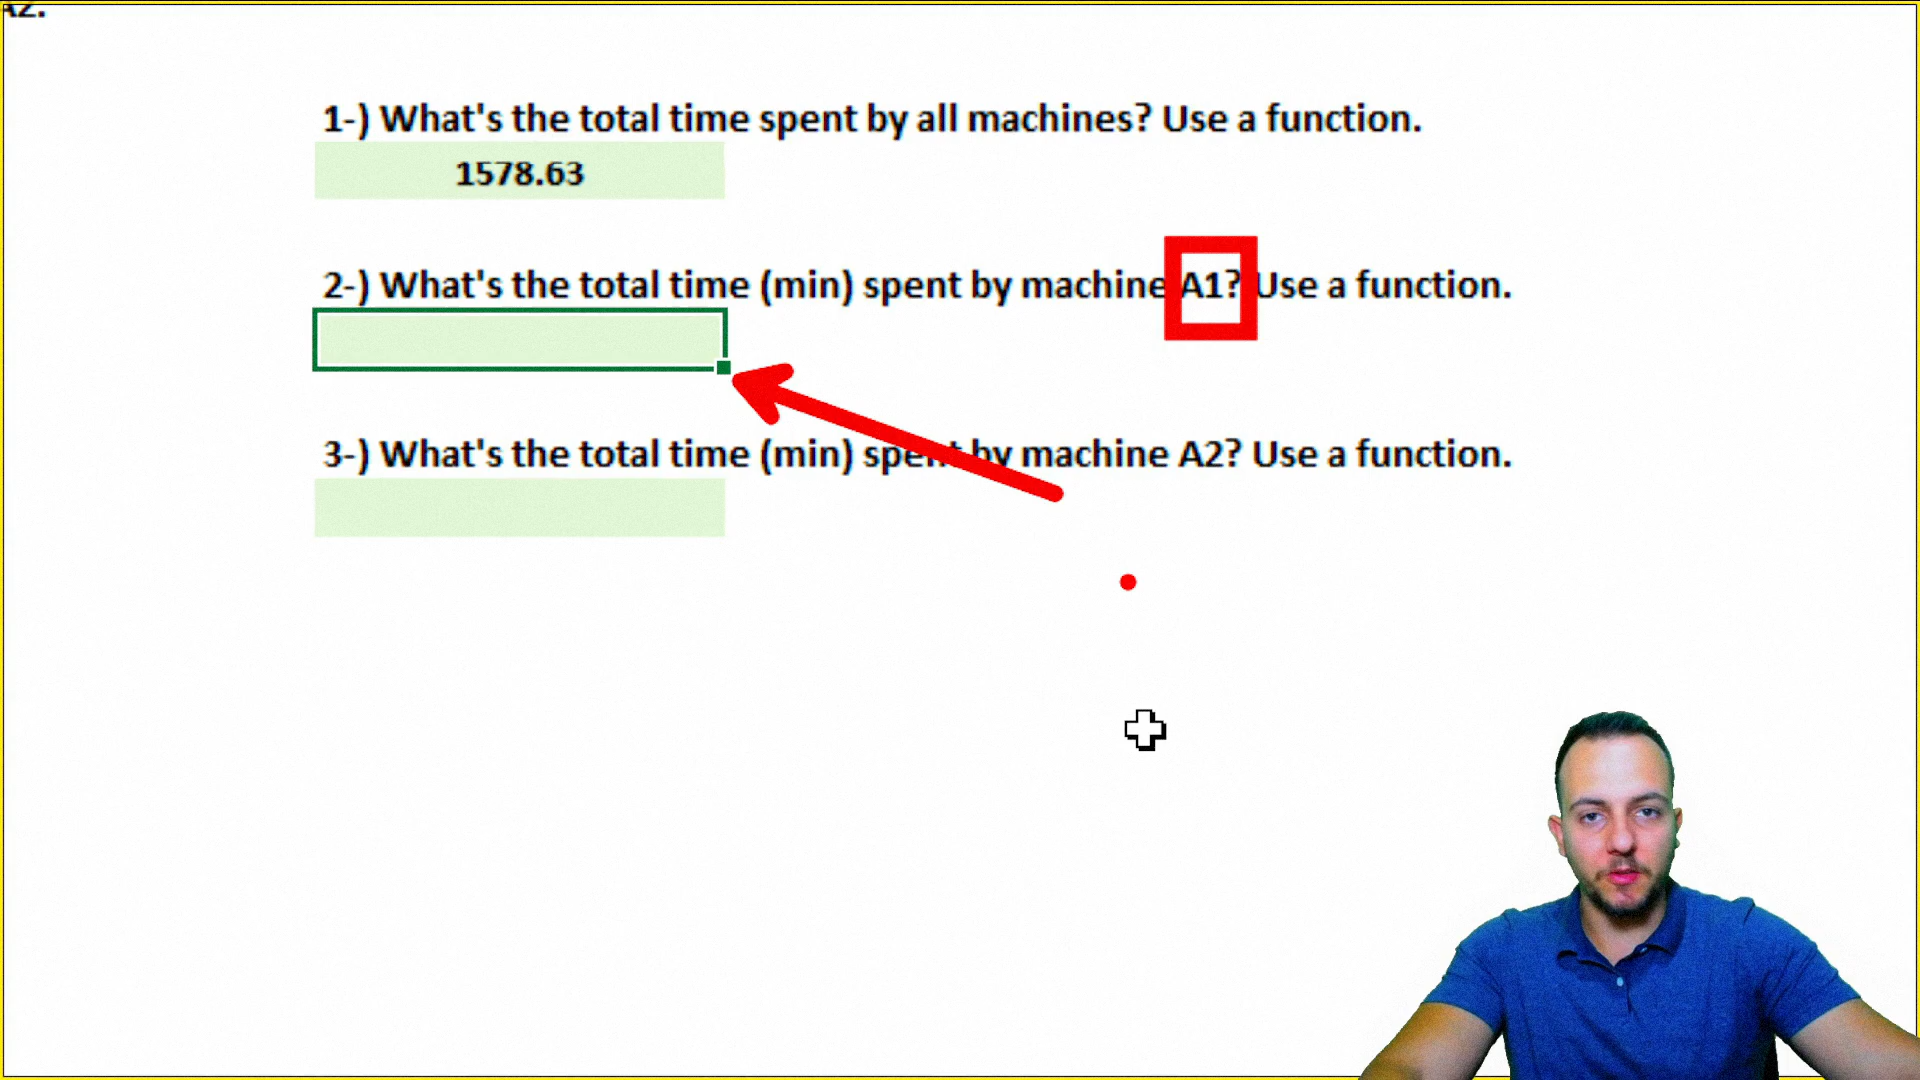 A2.
1-) What's the total time spent by all machines? Use a function.
1578.63
2-) What's the total time (min) spent by machine A1? Use a function.
3-) What's the total time (min) spent by machine A2? Use a function.